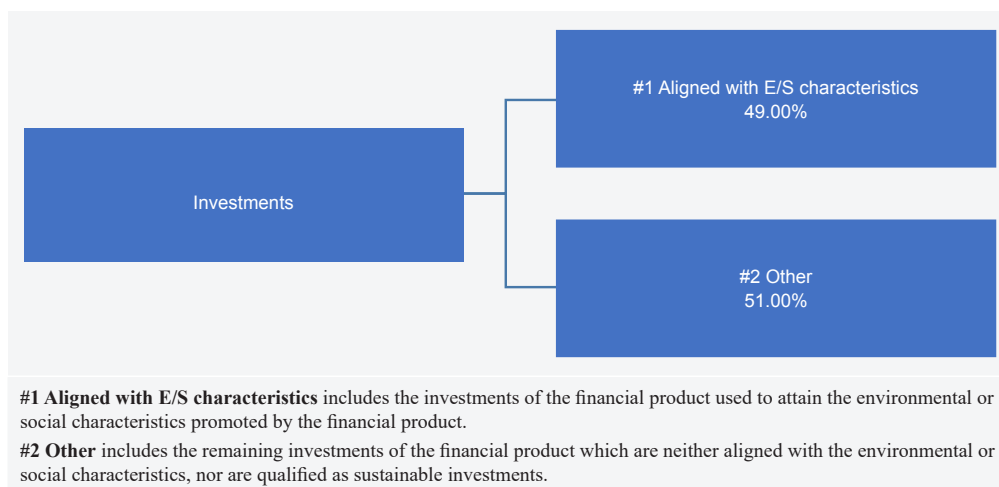 #1 Aligned with E/S characteristics
49.00%
Investments
#2 Other
51.00%
#1 Aligned with E/S characteristics includes the investments of the financial product used to attain the environmental or
social characteristics promoted by the financial product.
#2 Other includes the remaining investments of the financial product which are neither aligned with the environmental or
social characteristics, nor are qualified as sustainable investments.